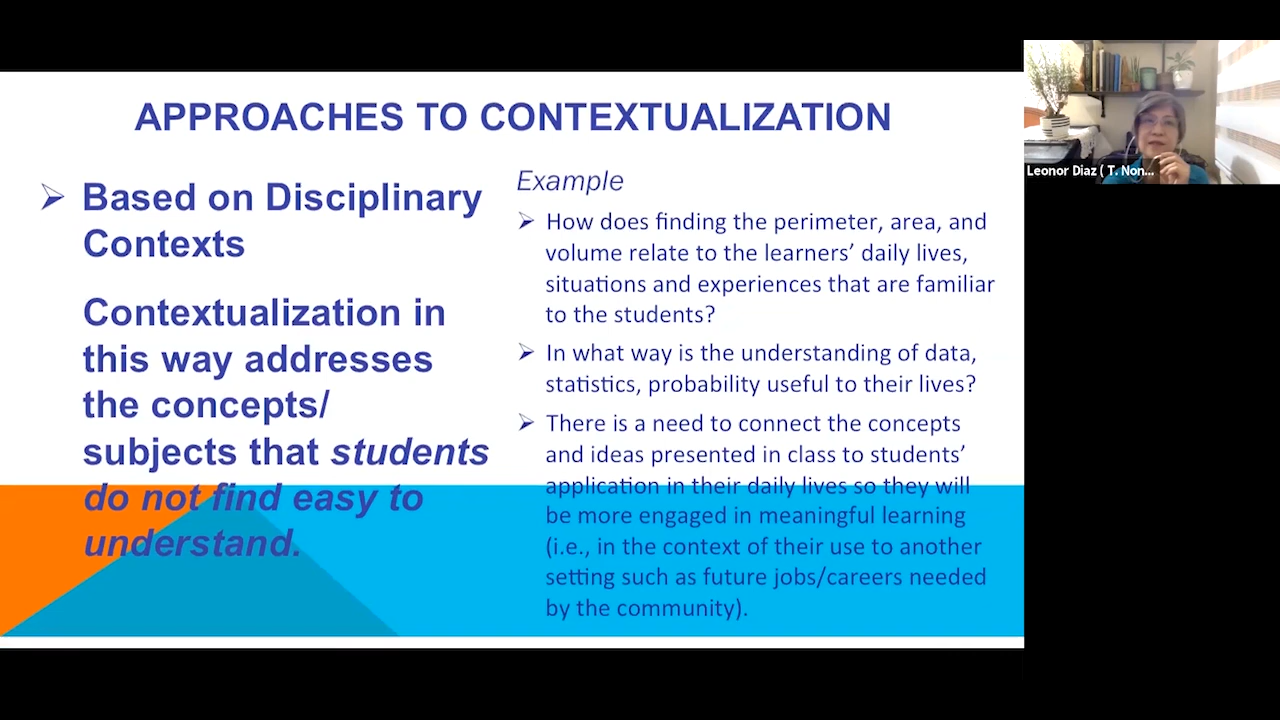 APPROACHES TO CONTEXTUALIZATION
➢ Based on Disciplinary
Contexts
Contextualization in
this way addresses
the concepts/
subjects that students
do not find easy to
understand.
Example
➢ How does finding the perimeter, area, and
volume relate to the learners’ daily lives,
situations and experiences that are familiar
to the students?
➢ In what way is the understanding of data,
statistics, probability useful to their lives?
➢ There is a need to connect the concepts
and ideas presented in class to students’
application in their daily lives so they will
be more engaged in meaningful learning
(i.e., in the context of their use to another
setting such as future jobs/careers needed
by the community).
Leonor Diaz ( T. Non...